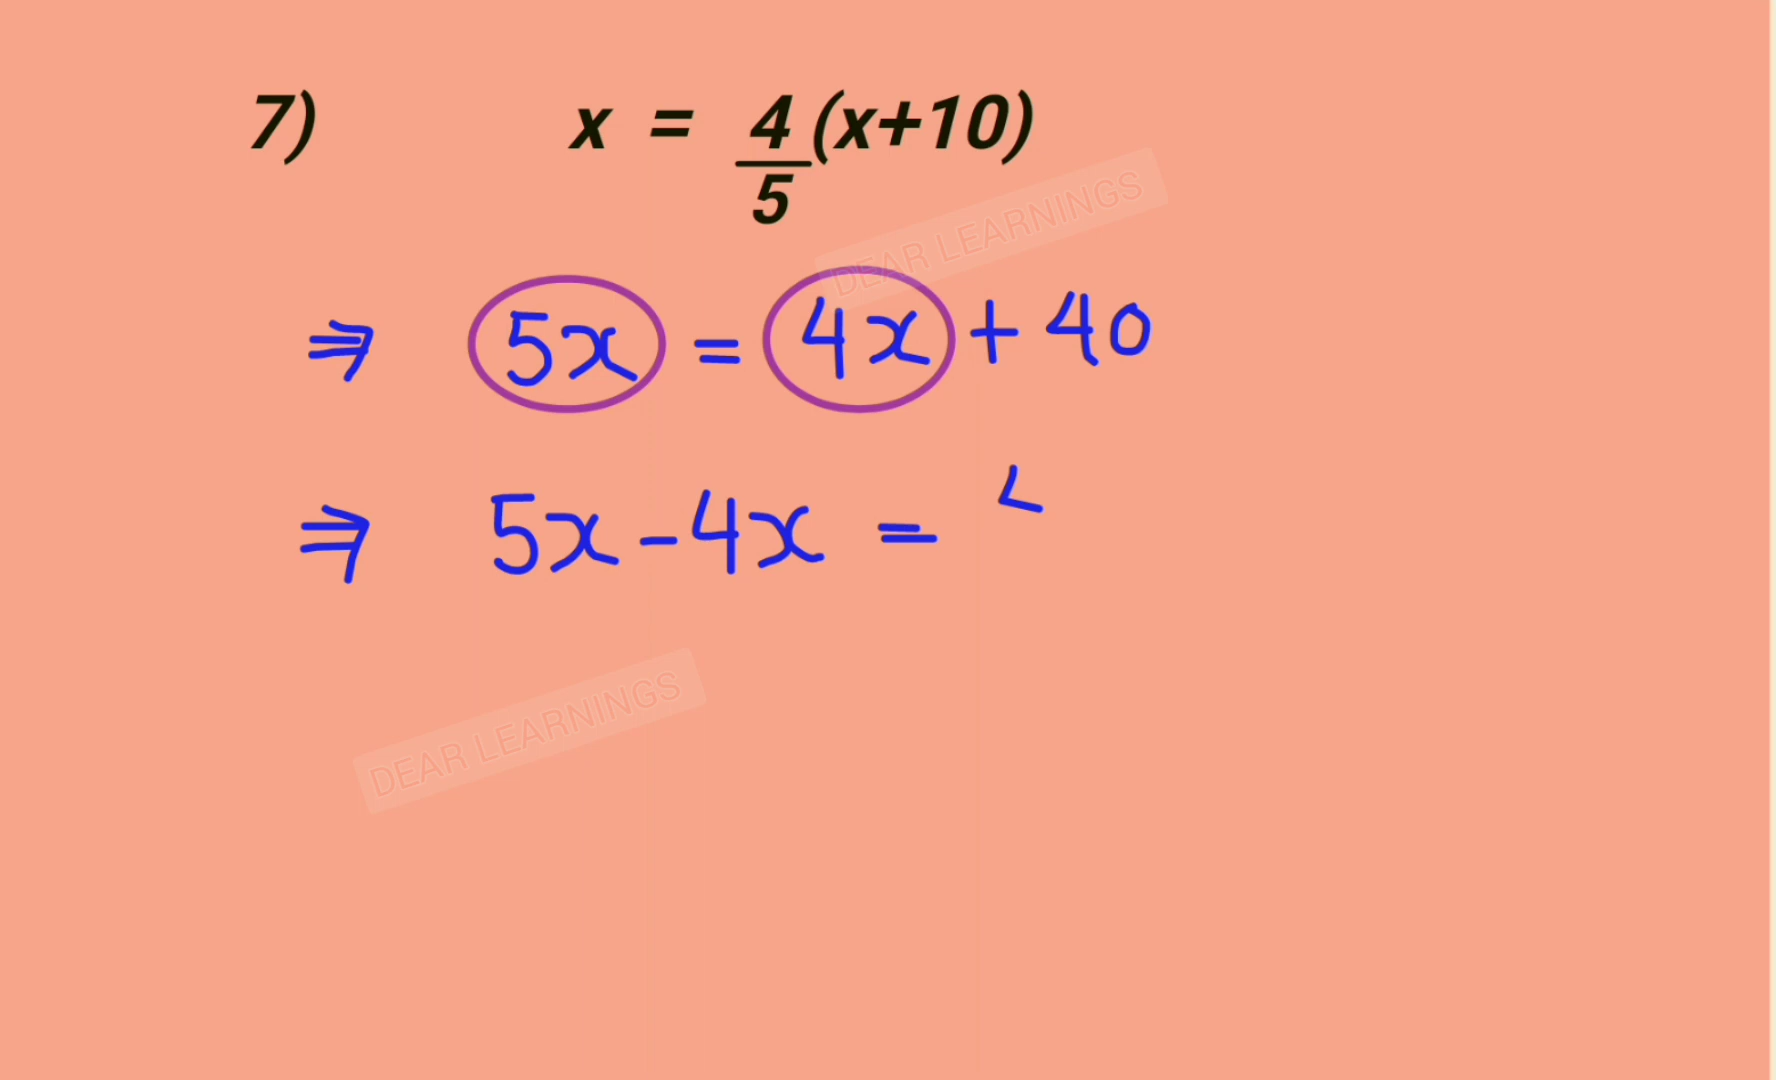 7) x = 4/5 (x+10)
DEAR LEARNINGS
⇒ 5x = 4x + 40
⇒ 5x - 4x =
DEAR LEARNINGS